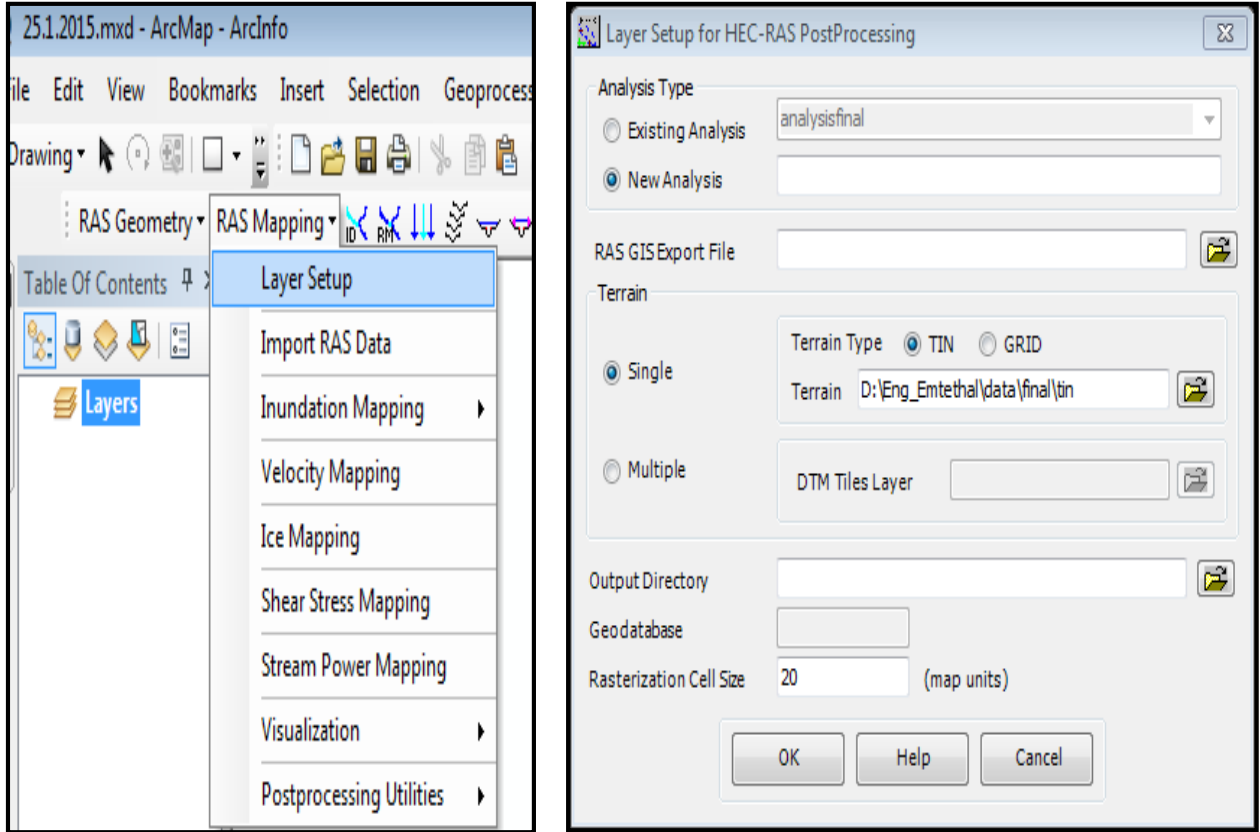 25.1.2015.mxd - ArcMap - ArcInfo
ile Edit View Bookmarks Insert Selection Geoprocess
Drawing
RAS Geometry RAS Mapping ID RM
Table Of Contents
Layers
Layer Setup
Import RAS Data
Inundation Mapping
Velocity Mapping
Ice Mapping
Shear Stress Mapping
Stream Power Mapping
Visualization
Postprocessing Utilities
Layer Setup for HEC-RAS PostProcessing
Analysis Type
Existing Analysis analysisfinal
New Analysis
RAS GIS Export File
Terrain
Single
Terrain Type TIN GRID
Terrain D:\Eng_Emtethal\data\final\tin
Multiple
DTM Tiles Layer
Output Directory
Geodatabase
Rasterization Cell Size 20 (map units)
OK Help Cancel